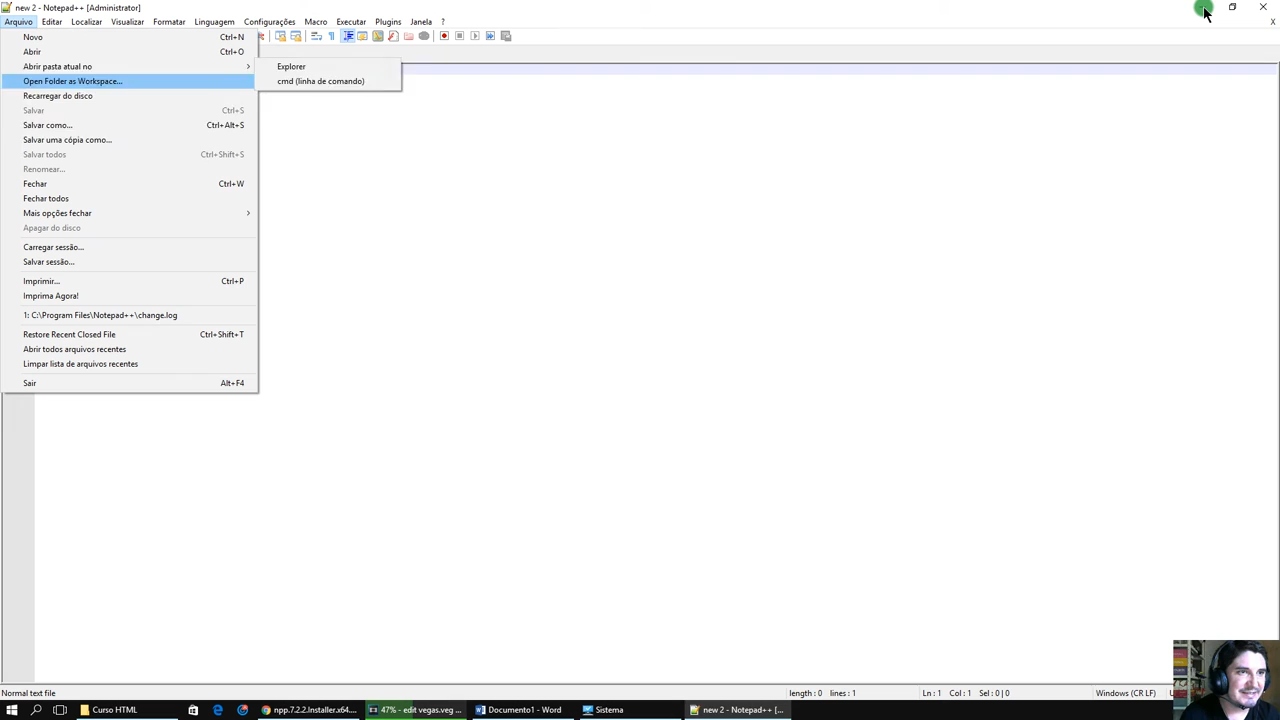 new 2 - Notepad++ [Administrator]
Arquivo Editar Localizar Visualizar Formatar Linguagem Configurações Macro Executar Plugins Janela ?
X
Novo Ctrl+N
Abrir Ctrl+O
Abrir pasta atual no
Explorer
Open Folder as Workspace...
cmd (linha de comando)
Recarregar do disco
Salvar Ctrl+S
Salvar como... Ctrl+Alt+S
Salvar uma cópia como...
Salvar todos Ctrl+Shift+S
Renomear...
Fechar Ctrl+W
Fechar todos
Mais opções fechar
Apagar do disco
Carregar sessão...
Salvar sessão...
Imprimir... Ctrl+P
Imprima Agora!
1: C:\Program Files\Notepad++\change.log
Restore Recent Closed File Ctrl+Shift+T
Abrir todos arquivos recentes
Limpar lista de arquivos recentes
Sair Alt+F4
Normal text file length : 0 lines : 1 Ln : 1 Col : 1 Sel : 0 | 0 Windows (CR LF)
Curso HTML npp.7.2.2.Installer.x64.... 47% - edit vegas.veg ... Documento1 - Word Sistema new 2 - Notepad++ [...